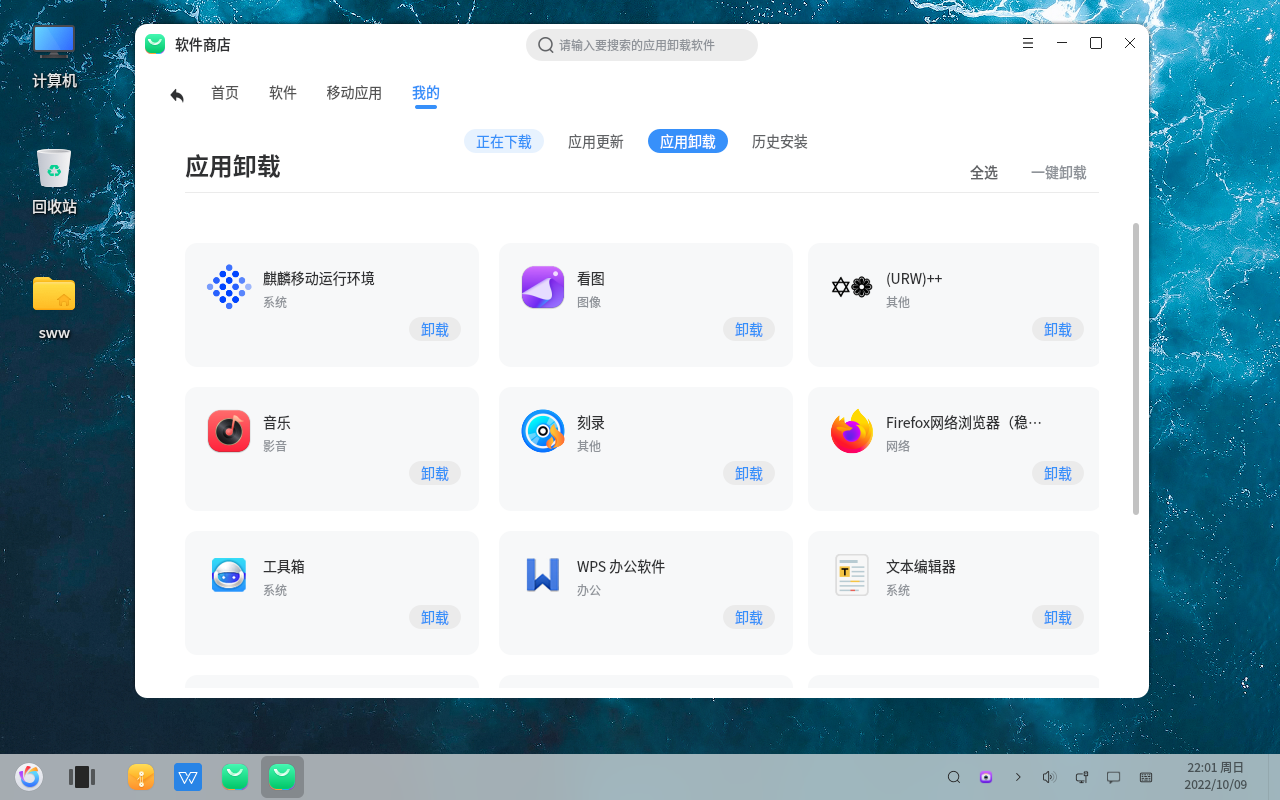 计算机
回收站
sww
软件商店
请输入要搜索的应用卸载软件
首页
软件
移动应用
我的
正在下载
应用更新
应用卸载
历史安装
应用卸载
全选
一键卸载
麒麟移动运行环境
系统
卸载
看图
图像
卸载
(URW)++
其他
卸载
音乐
影音
卸载
刻录
其他
卸载
Firefox网络浏览器（稳…
网络
卸载
工具箱
系统
卸载
WPS 办公软件
办公
卸载
文本编辑器
系统
卸载
22:01 周日
2022/10/09